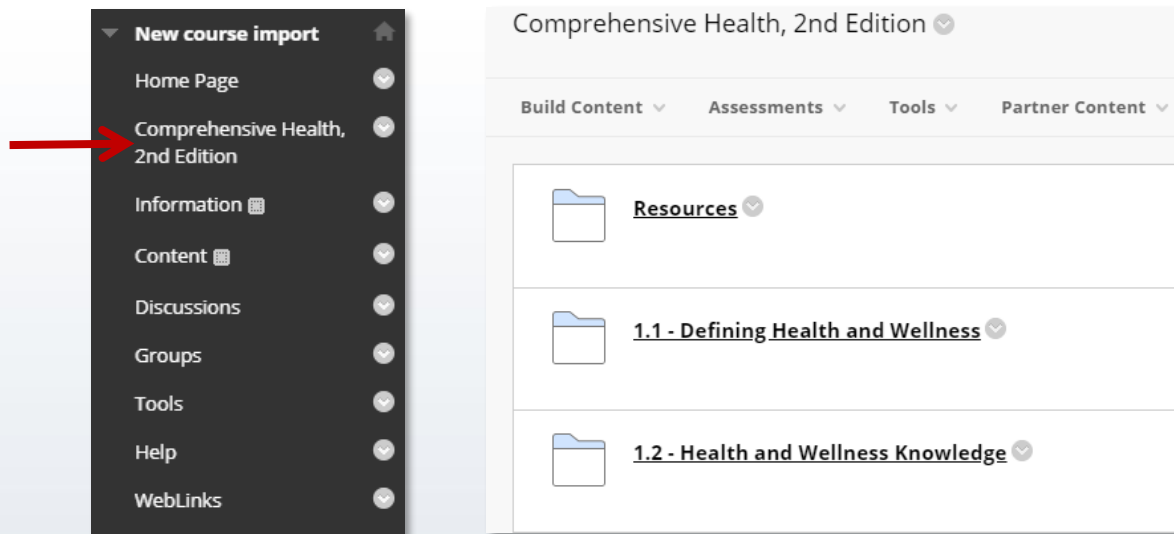 New course import
Home Page
Comprehensive Health,
2nd Edition
Information
Content
Discussions
Groups
Tools
Help
WebLinks
Comprehensive Health, 2nd Edition
Build Content Assessments Tools Partner Content
Resources
1.1 - Defining Health and Wellness
1.2 - Health and Wellness Knowledge